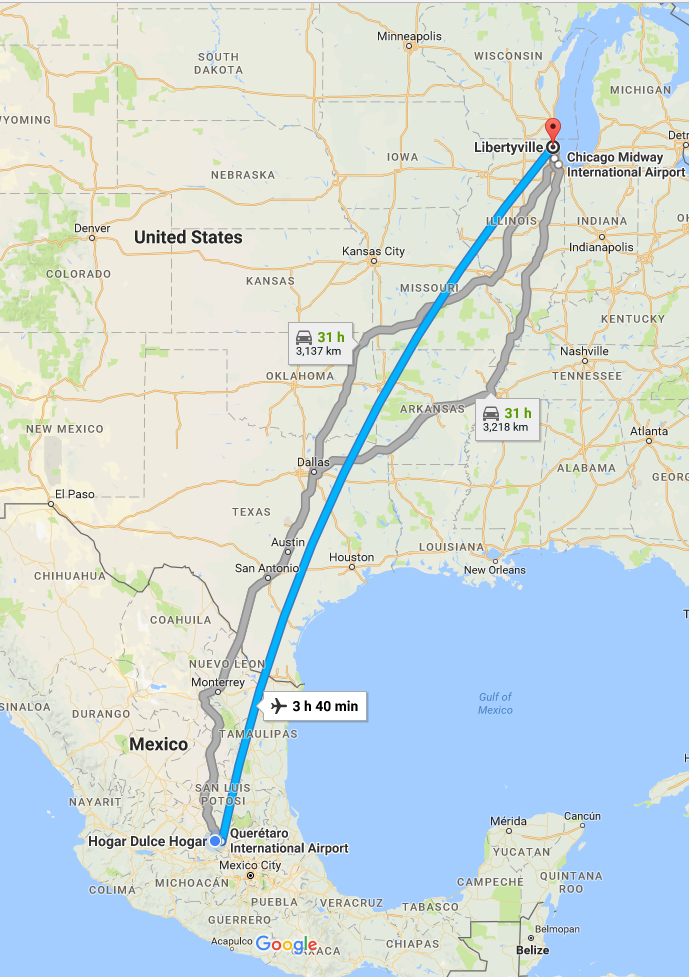 Minneapolis
WISCONSIN
SOUTH
DAKOTA
MICHIGAN
WYOMING
Libertyville
Chicago Midway
International Airport
IOWA
NEBRASKA
ILLINOIS
INDIANA
Denver
United States
Indianapolis
Kansas City
COLORADO
KANSAS
MISSOURI
KENTUCKY
31 h
3,137 km
Nashville
OKLAHOMA
TENNESSEE
ARKANSAS
31 h
3,218 km
NEW MEXICO
Atlanta
Dallas
ALABAMA
El Paso
TEXAS
Austin
LOUISIANA
Houston
San Antonio
New Orleans
CHIHUAHUA
COAHUILA
NUEVO LEON
Monterrey
Gulf of
Mexico
SINALOA
DURANGO
3 h 40 min
TAMAULIPAS
Mexico
SAN LUIS
POTOSI
NAYARIT
Cancún
Mérida
Hogar Dulce Hogar
Querétaro
International Airport
YUCATAN
Mexico City
QUINTANA
ROO
MICHOACÁN
CAMPECHE
COLIMA
PUEBLA
VERACRUZ
TABASCO
GUERRERO
Belmopan
Acapulco
Google
CHIAPAS
Belize